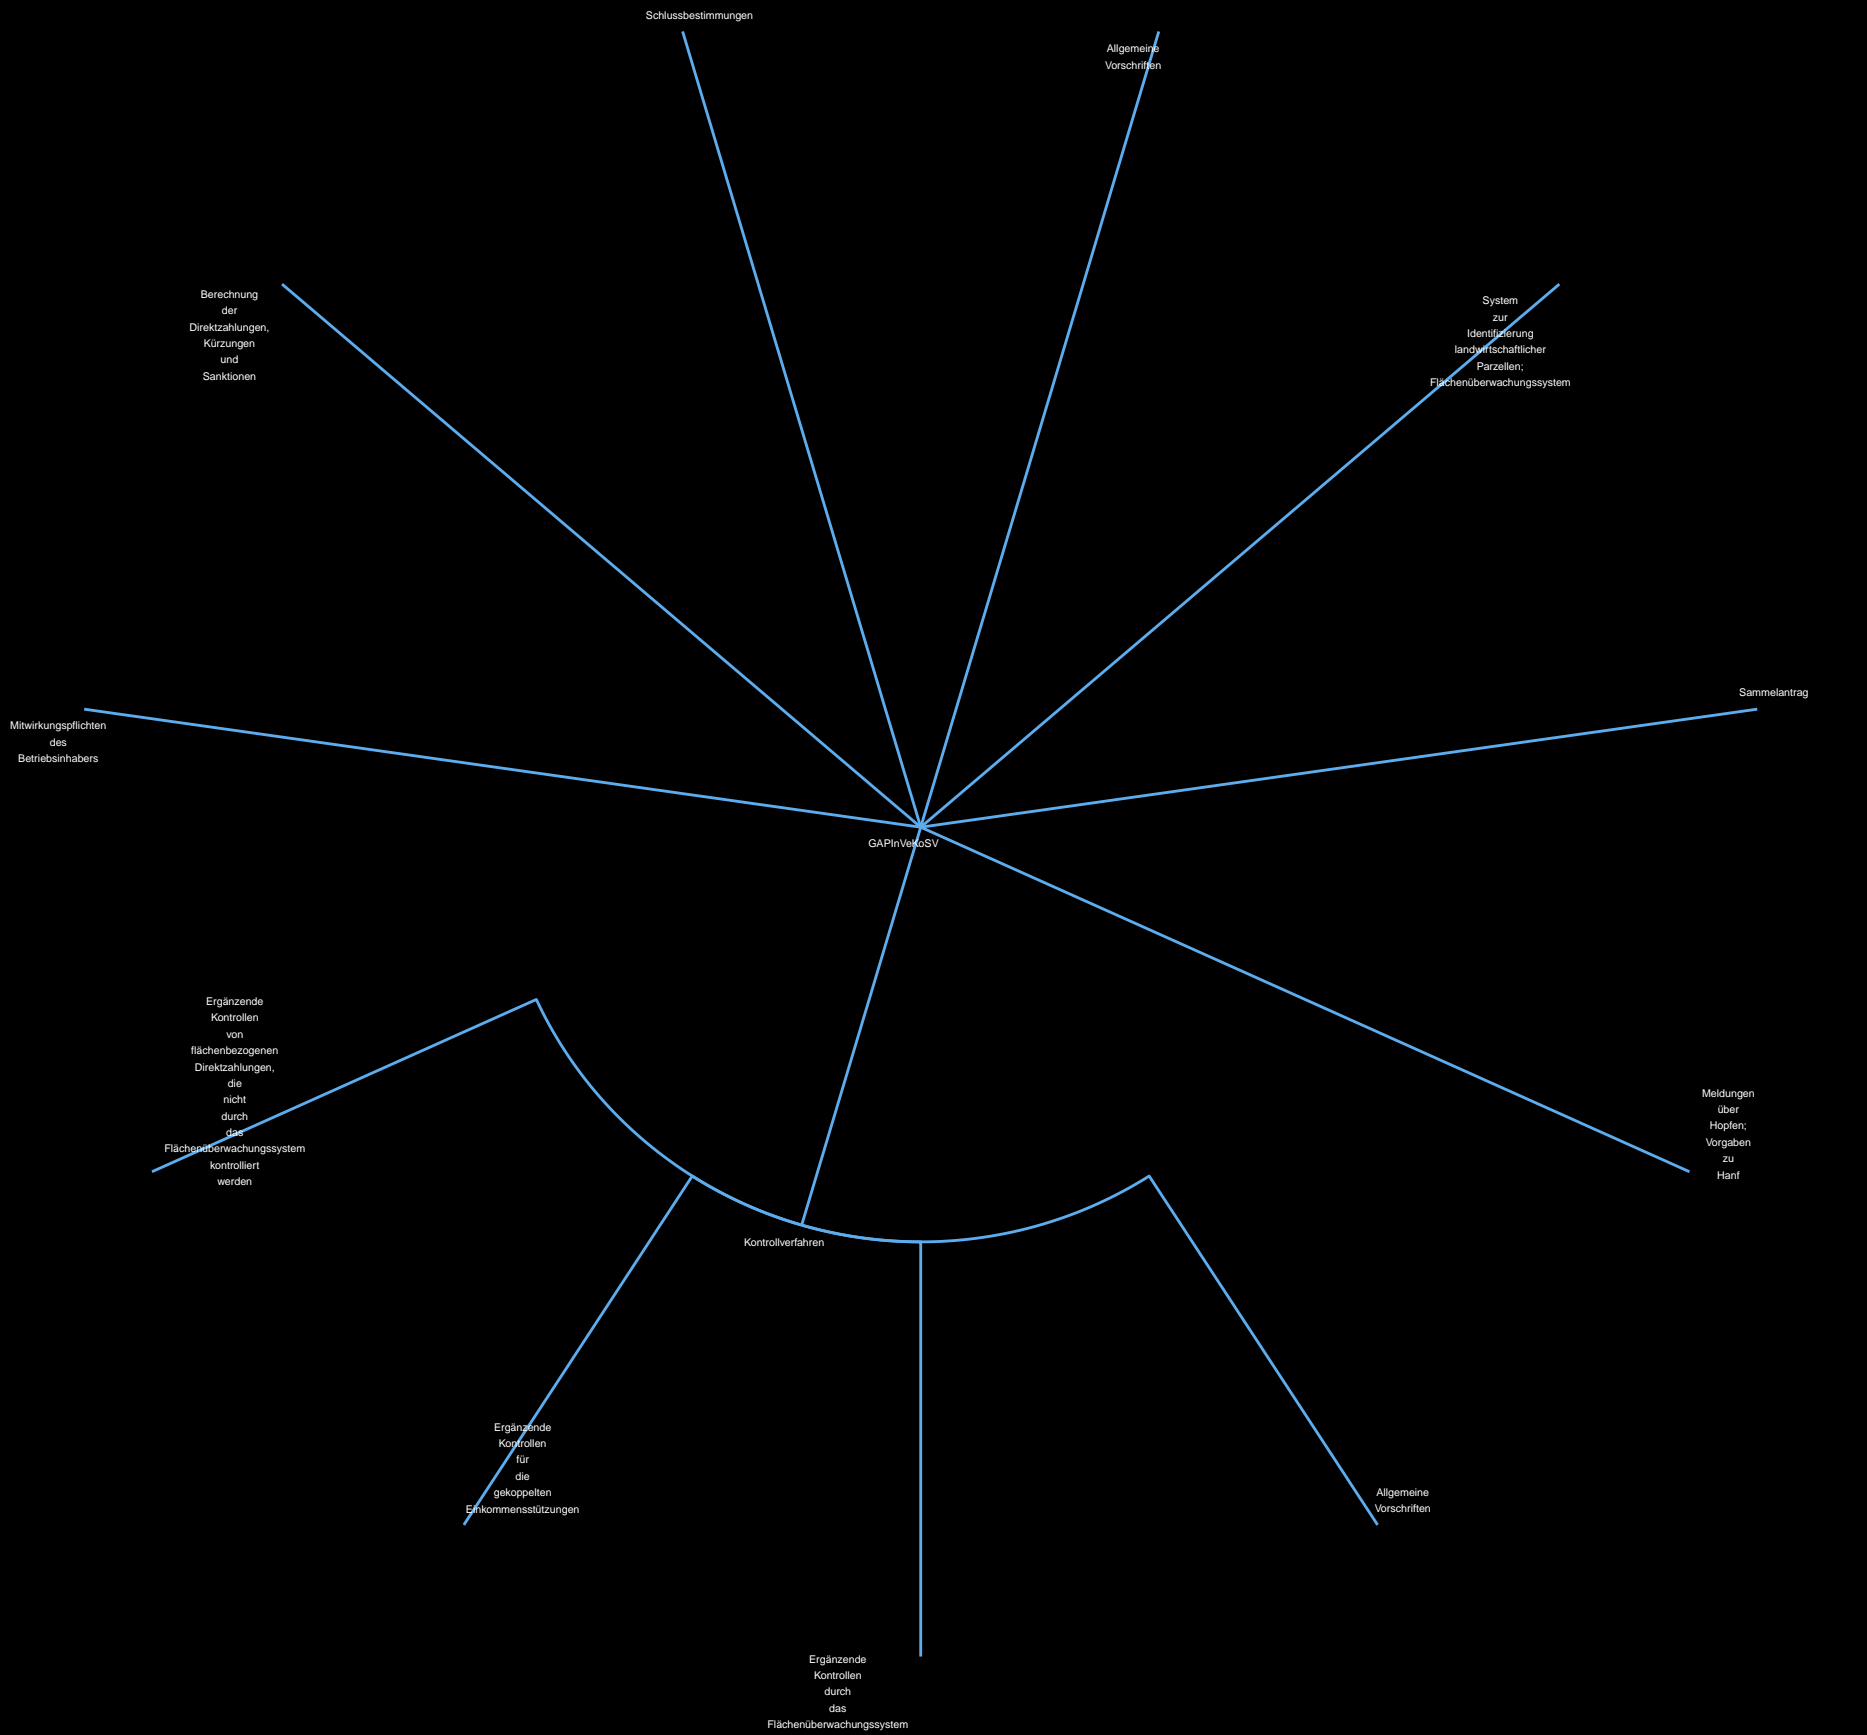 Schlussbestimmungen
Allgemeine
Vorschriften
Berechnung
der
Direktzahlungen,
Kürzungen
und
Sanktionen
System
zur
Identifizierung
landwirtschaftlicher
Parzellen;
Flächenüberwachungssystem
Sammelantrag
Mitwirkungspflichten
des
Betriebsinhabers
GAPInVeKoSV
Ergänzende
Kontrollen
von
flächenbezogenen
Direktzahlungen,
die
nicht
durch
das
Flächenüberwachungssystem
kontrolliert
werden
Meldungen
über
Hopfen;
Vorgaben
zu
Hanf
Kontrollverfahren
Ergänzende
Kontrollen
für
die
gekoppelten
Einkommensstützungen
Allgemeine
Vorschriften
Ergänzende
Kontrollen
durch
das
Flächenüberwachungssystem